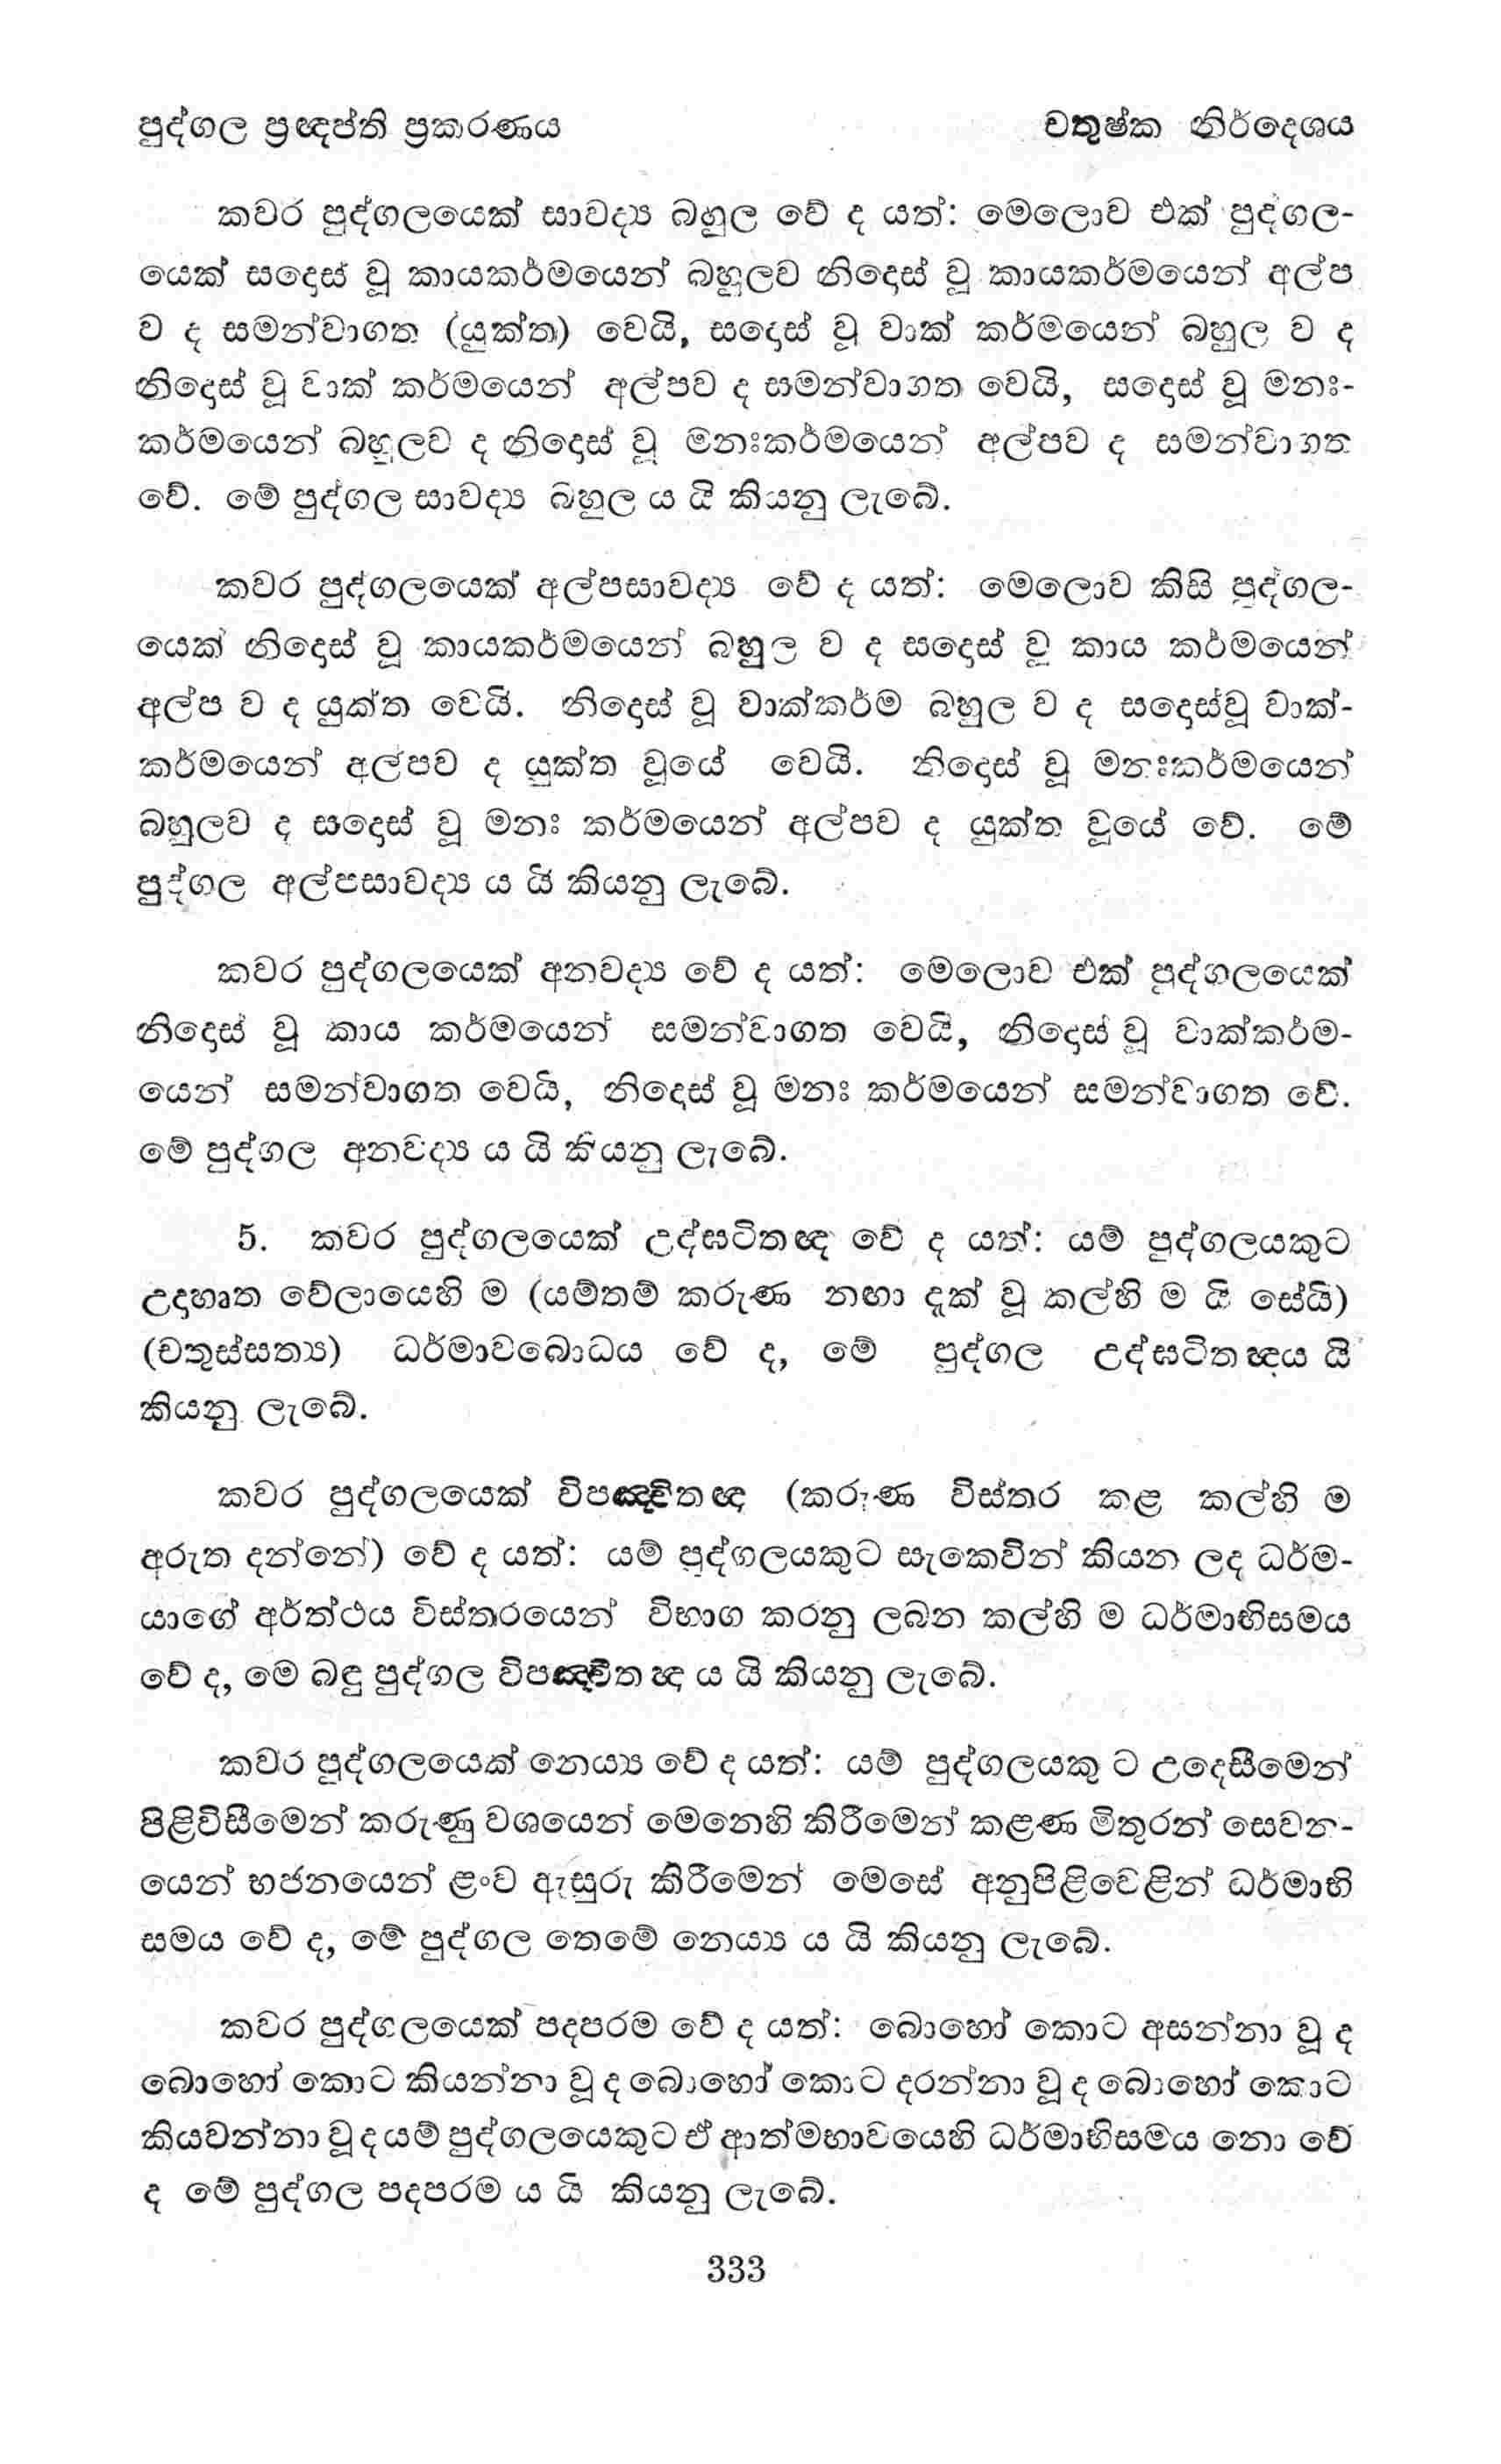 පුද්ගල ප්‍රඥප්ති ප්‍රකරණය චතුෂ්ක නිර්දෙශය
කවර පුද්ගලයෙක් සාවද්‍ය බහුල වේ ද යත්: මෙලොව එක් පුද්ගල-
යෙක් සදොස් වූ කායකර්මයෙන් බහුලව නිදොස් වූ කායකර්මයෙන් අල්ප
ව ද සමන්වාගත (යුක්ත) වෙයි, සදොස් වූ වාක් කර්මයෙන් බහුල ව ද
නිදොස් වූ වාක් කර්මයෙන් අල්පව ද සමන්වාගත වෙයි, සදොස් වූ මනඃ-
කර්මයෙන් බහුලව ද නිදොස් වූ මනඃකර්මයෙන් අල්පව ද සමන්වාගත
වේ. මේ පුද්ගල සාවද්‍ය බහුල ය යි කියනු ලැබේ.
කවර පුද්ගලයෙක් අල්පසාවද්‍ය වේ ද යත්: මෙලොව කිසි පුද්ගල-
යෙක් නිදොස් වූ කායකර්මයෙන් බහුල ව ද සදොස් වූ කාය කර්මයෙන්
අල්ප ව ද යුක්ත වෙයි. නිදොස් වූ වාක්කර්ම බහුල ව ද සදොස්වූ වාක්-
කර්මයෙන් අල්පව ද යුක්ත වූයේ වෙයි. නිදොස් වූ මනඃකර්මයෙන්
බහුලව ද සදොස් වූ මනඃ කර්මයෙන් අල්පව ද යුක්ත වූයේ වේ. මේ
පුද්ගල අල්පසාවද්‍ය ය යි කියනු ලැබේ.
කවර පුද්ගලයෙක් අනවද්‍ය වේ ද යත්: මෙලොව එක් පුද්ගලයෙක්
නිදොස් වූ කාය කර්මයෙන් සමන්වාගත වෙයි, නිදොස් වූ වාක්කර්ම-
යෙන් සමන්වාගත වෙයි, නිදොස් වූ මනඃ කර්මයෙන් සමන්වාගත වේ.
මේ පුද්ගල අනවද්‍ය ය යි කියනු ලැබේ.
5. කවර පුද්ගලයෙක් උද්ඝටිතඥ වේ ද යත්: යම් පුද්ගලයකුට
උදාහෘත වේලායෙහි ම (යම්තම් කරුණ නඟා දැක් වූ කල්හි ම යි සේයි)
(චතුස්සත්‍ය) ධර්මාවබොධය වේ ද, මේ පුද්ගල උද්ඝටිතඥය යි
කියනු ලැබේ.
කවර පුද්ගලයෙක් විපඤ්චිතඥ (කරුණ විස්තර කළ කල්හි ම
අරුත දන්නේ) වේ ද යත්: යම් පුද්ගලයකුට සැකෙවින් කියන ලද ධර්ම-
යාගේ අර්ත්ථය විස්තරයෙන් විභාග කරනු ලබන කල්හි ම ධර්මාභිසමය
වේ ද, මෙ බඳු පුද්ගල විපඤ්චිතඥ ය යි කියනු ලැබේ.
කවර පුද්ගලයෙක් නෙය්‍ය වේ ද යත්: යම් පුද්ගලයකු ට උදෙසීමෙන්
පිළිවිසීමෙන් කරුණු වශයෙන් මෙනෙහි කිරීමෙන් කළණ මිතුරන් සෙවන-
යෙන් භජනයෙන් ළංව ඇසුරු කිරීමෙන් මෙසේ අනුපිළිවෙළින් ධර්මාභි
සමය වේ ද, මේ පුද්ගල තෙමේ නෙය්‍ය ය යි කියනු ලැබේ.
කවර පුද්ගලයෙක් පදපරම වේ ද යත්: බොහෝ කොට අසන්නා වූ ද
බොහෝ කොට කියන්නා වූ ද බොහෝ කොට දරන්නා වූ ද බොහෝ කොට
කියවන්නා වූ ද යම් පුද්ගලයෙකුට ඒ ආත්මභාවයෙහි ධර්මාභිසමය නො වේ
ද මේ පුද්ගල පදපරම ය යි කියනු ලැබේ.
333